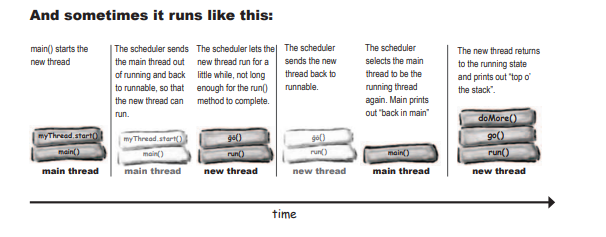 And sometimes it runs like this:
main() starts the
new thread
The scheduler sends
the main thread out
of running and back
to runnable, so that
the new thread can
run.
The scheduler lets the
new thread run for a
little while, not long
enough for the run()
method to complete.
The scheduler
sends the new
thread back to
runnable.
The scheduler
selects the main
thread to be the
running thread
again. Main prints
out “back in main”
The new thread returns
to the running state
and prints out “top o’
the stack”.
myThread.start()
main()
main thread
myThread.start()
main()
main thread
go()
run()
new thread
go()
run()
new thread
main()
main thread
doMore()
go()
run()
new thread
time